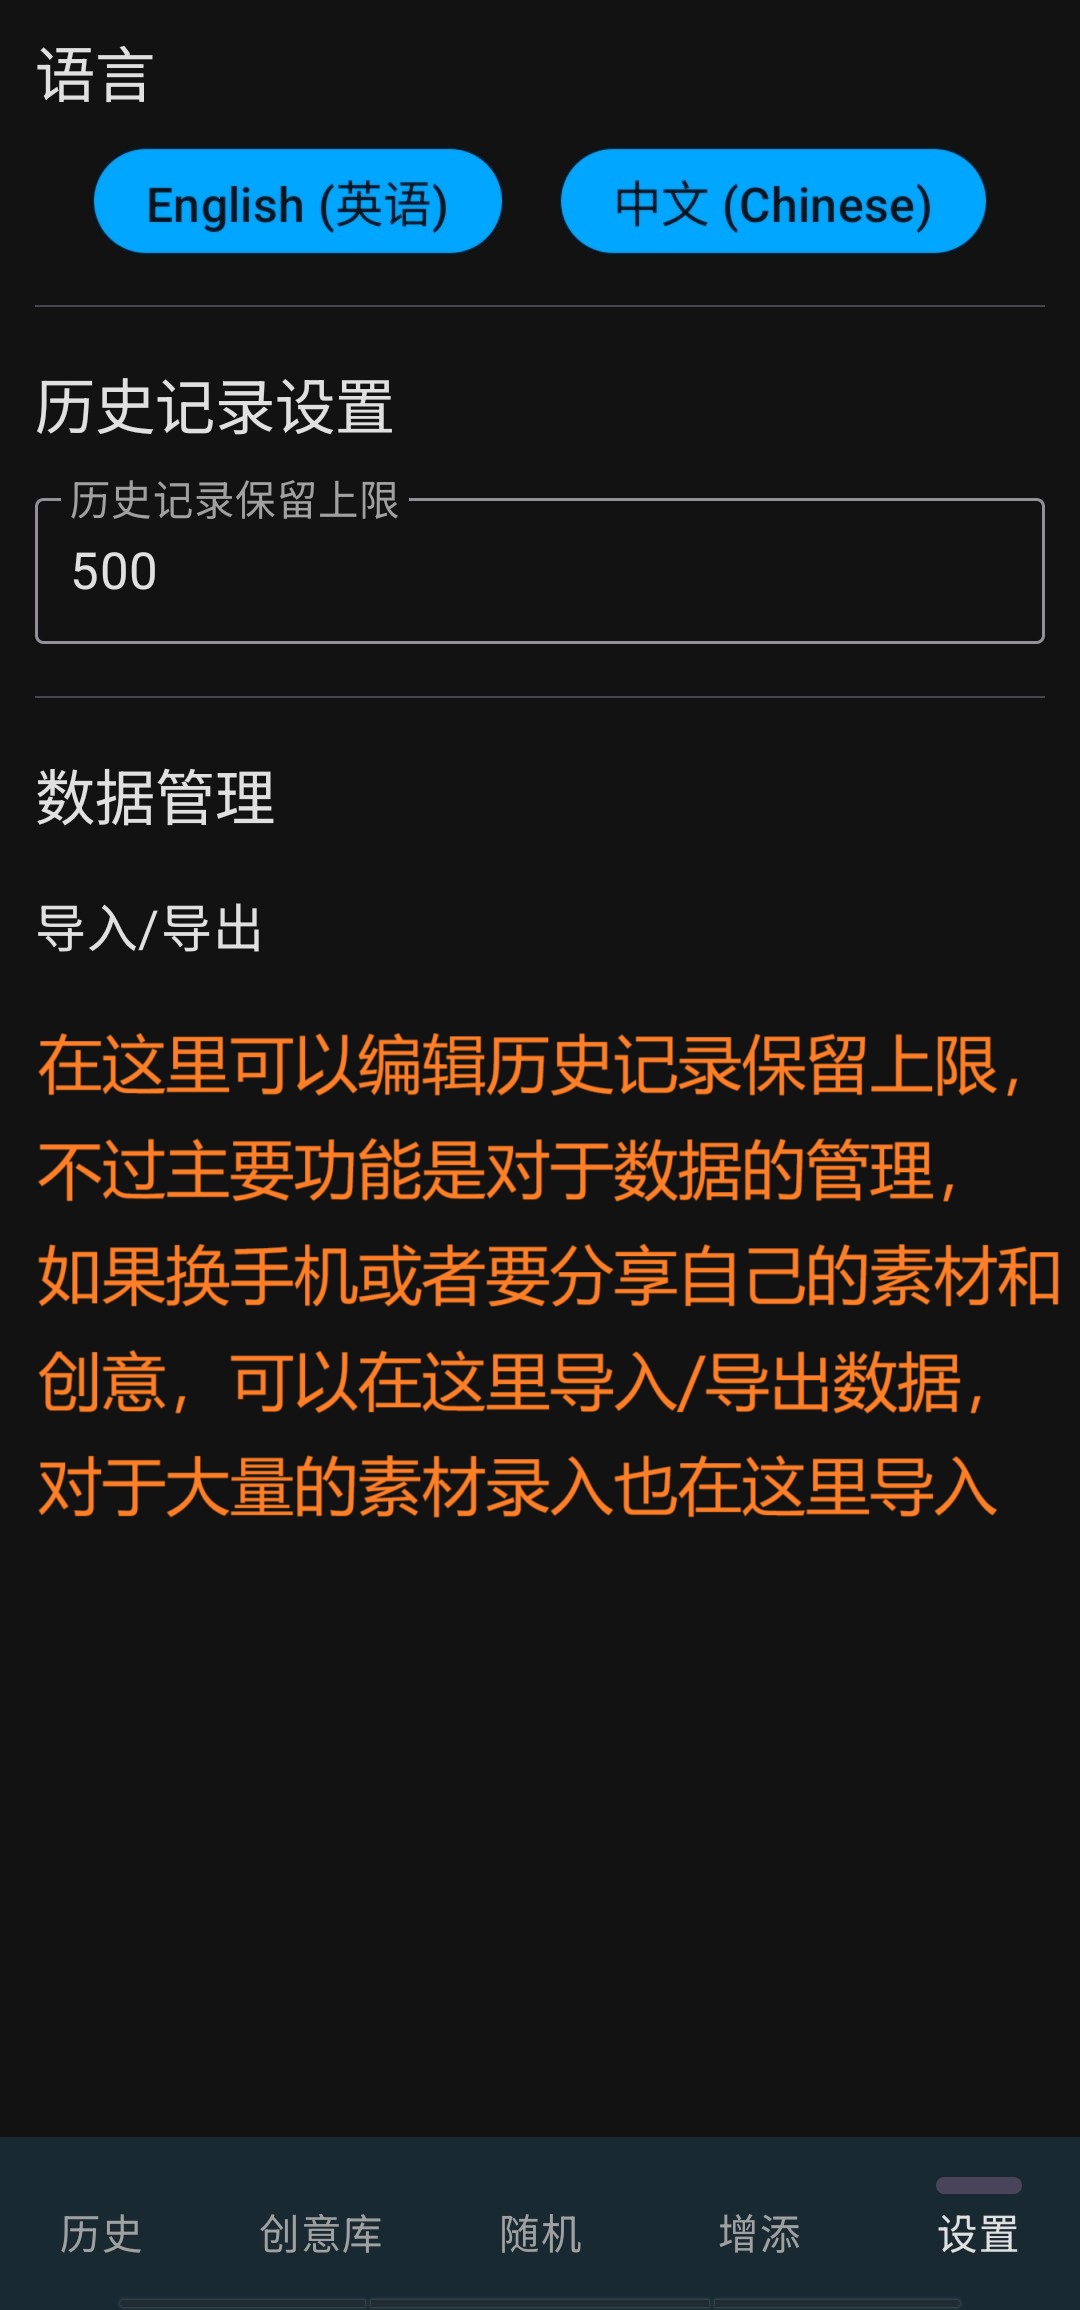 语言
English (英语)
中文 (Chinese)
历史记录设置
历史记录保留上限
500
数据管理
导入/导出
在这里可以编辑历史记录保留上限，
不过主要功能是对于数据的管理，
如果换手机或者要分享自己的素材和
创意，可以在这里导入/导出数据，
对于大量的素材录入也在这里导入
历史
创意库
随机
增添
设置